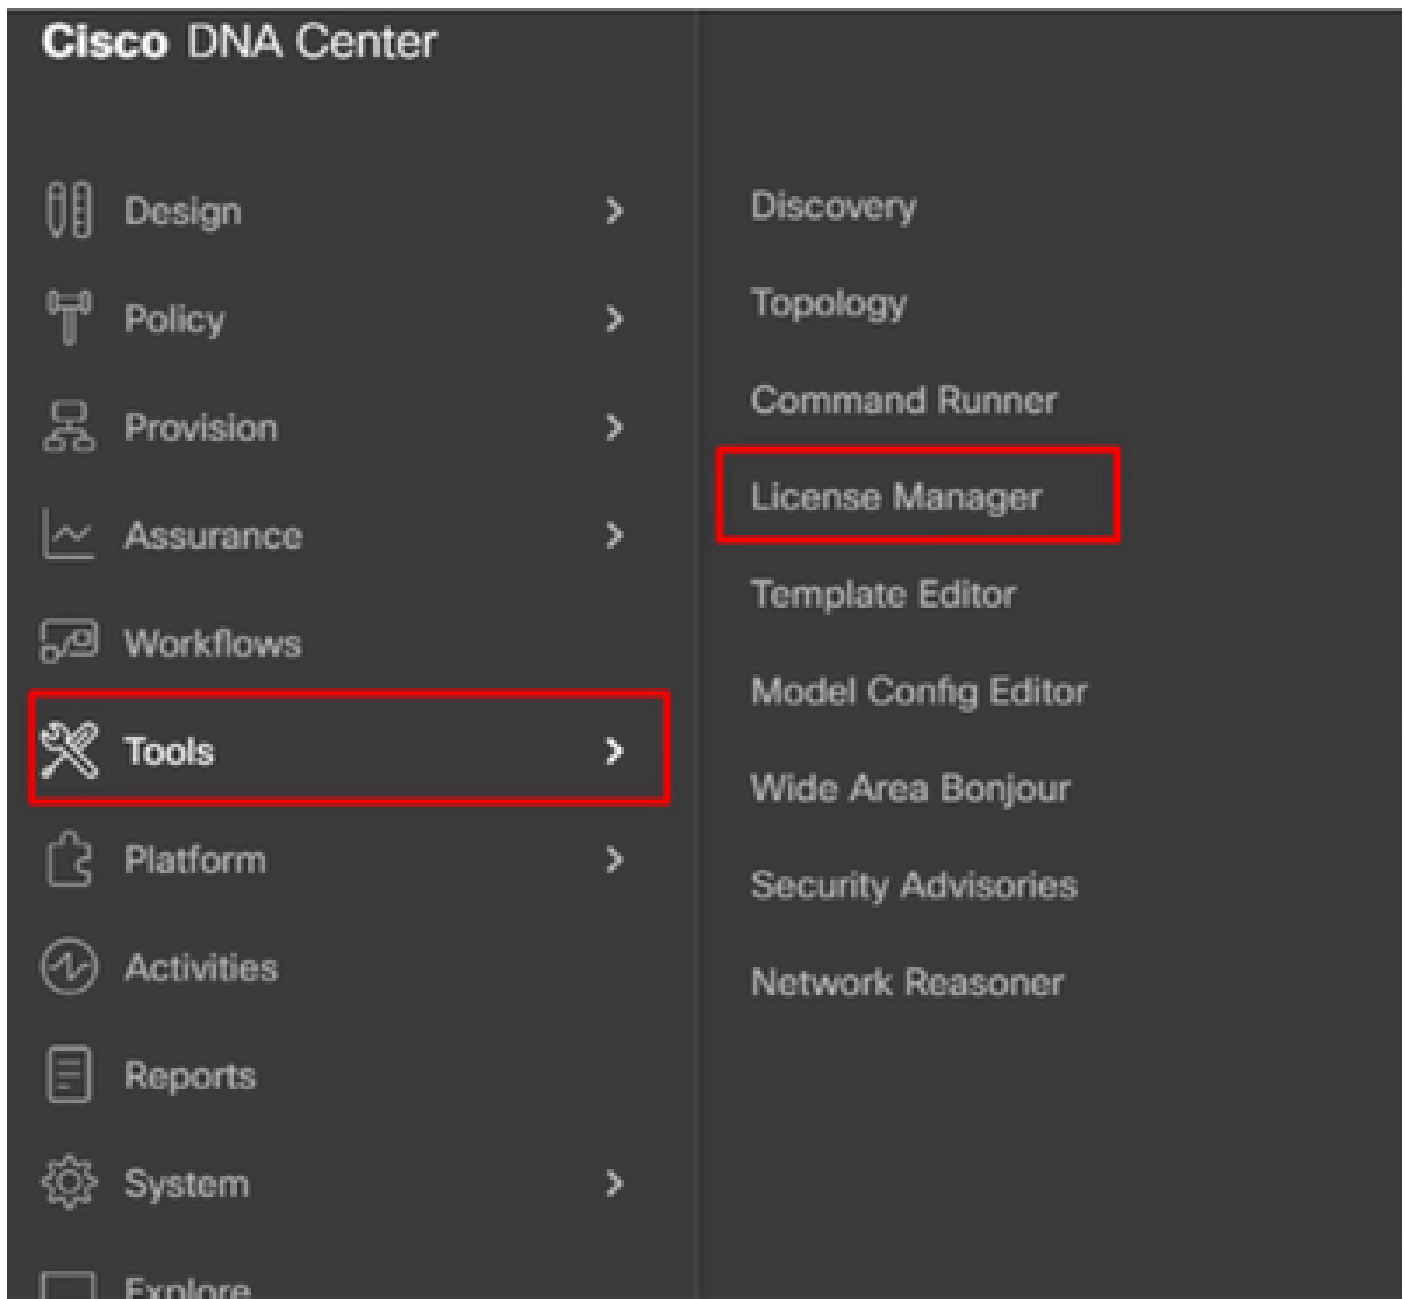 Cisco DNA Center
Design
Policy
Provision
Assurance
Workflows
Tools
Platform
Activities
Reports
System
Explore
Discovery
Topology
Command Runner
License Manager
Template Editor
Model Config Editor
Wide Area Bonjour
Security Advisories
Network Reasoner